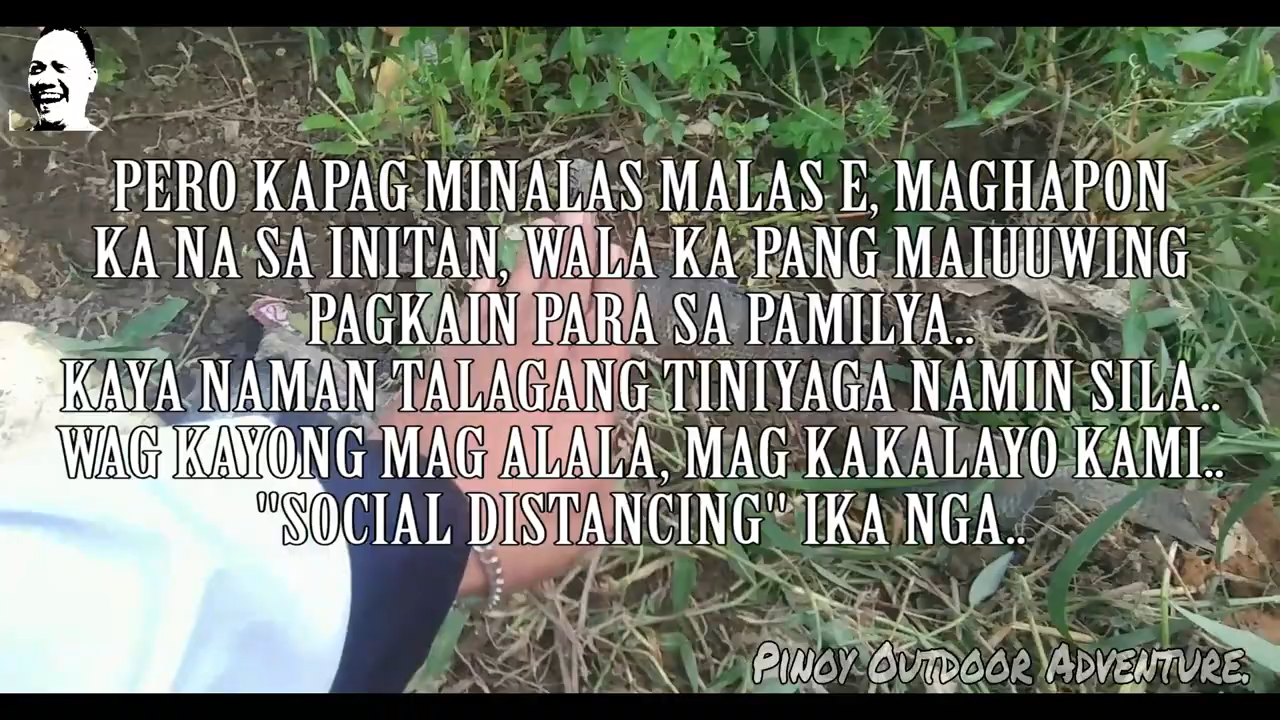 PERO KAPAG MINALAS MALAS E, MAGHAPON
KA NA SA INITAN, WALA KA PANG MAIUUWING
PAGKAIN PARA SA PAMILYA..
KAYA NAMAN TALAGANG TINIYAGA NAMIN SILA..
WAG KAYONG MAG ALALA, MAG KAKALAYO KAMI..
"SOCIAL DISTANCING" IKA NGA..
PINOY OUTDOOR ADVENTURE.